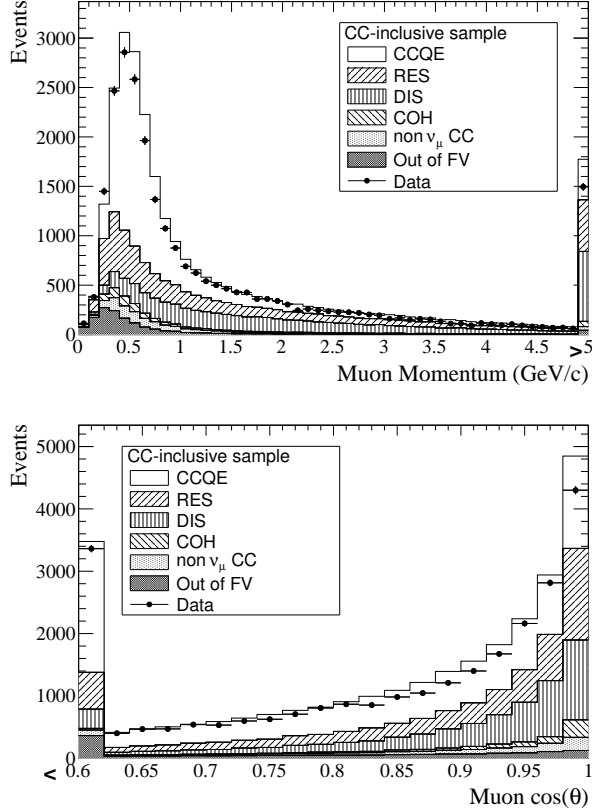 Events
3000
2500
2000
1500
1000
500
0
CC-inclusive sample
CCQE
RES
DIS
COH
non νμ CC
Out of FV
Data
0 0.5 1 1.5 2 2.5 3 3.5 4 4.5 5
>
Muon Momentum (GeV/c)
Events
5000
4000
3000
2000
1000
0
CC-inclusive sample
CCQE
RES
DIS
COH
non νμ CC
Out of FV
Data
0.6 0.65 0.7 0.75 0.8 0.85 0.9 0.95 1
<
Muon cos(θ)